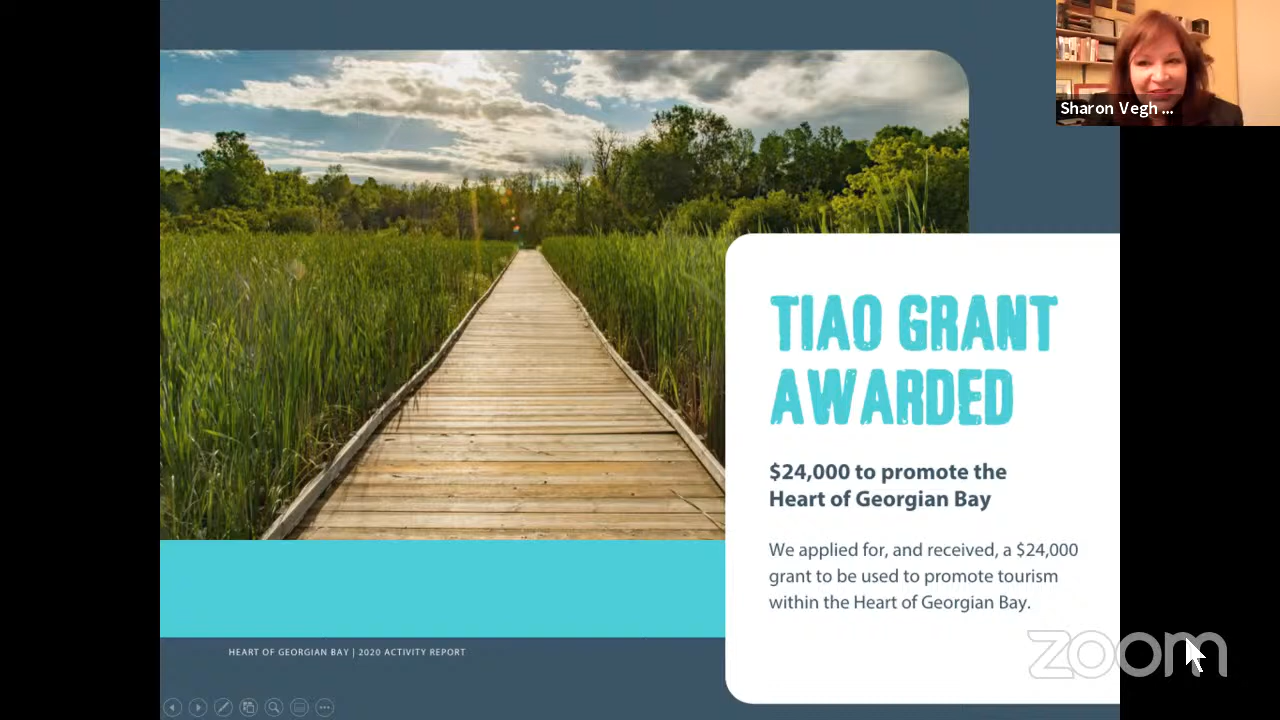 Sharon Vegh ...
TIAO GRANT
AWARDED
$24,000 to promote the
Heart of Georgian Bay
We applied for, and received, a $24,000
grant to be used to promote tourism
within the Heart of Georgian Bay.
HEART OF GEORGIAN BAY | 2020 ACTIVITY REPORT
zoom